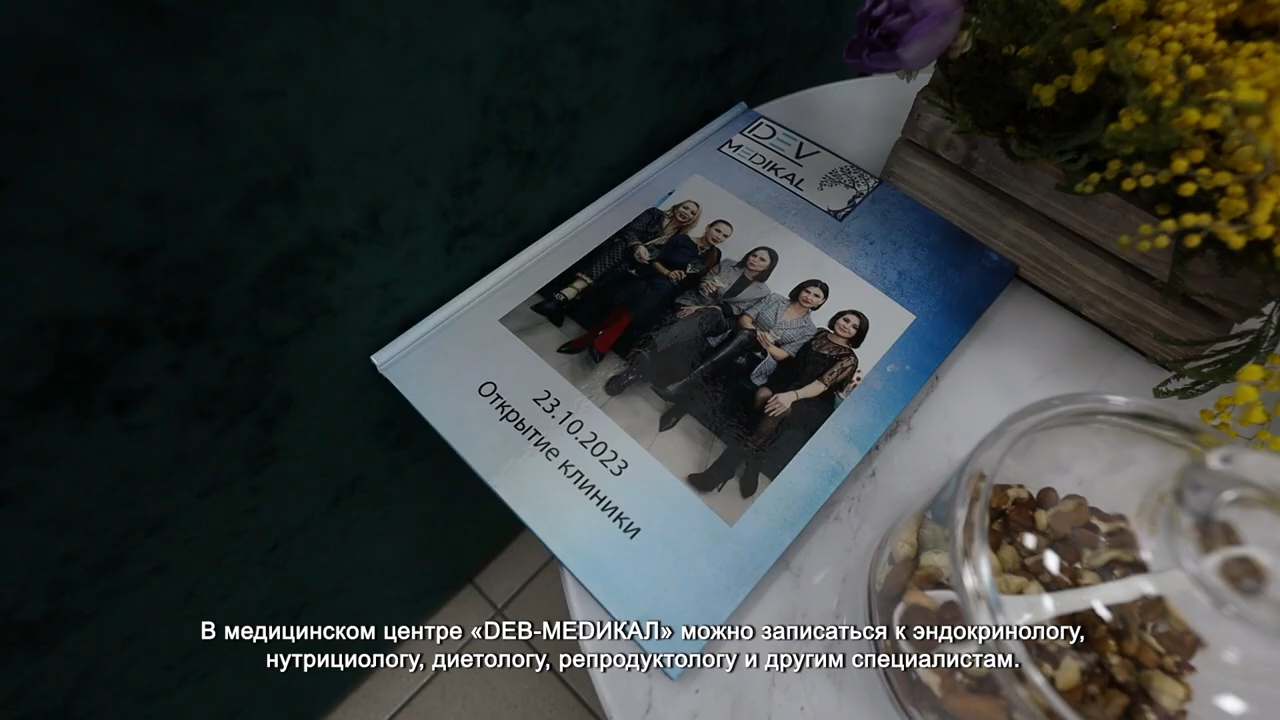 DEV
MEDIKAL
23.10.2023
Открытие клиники
В медицинском центре «DEB-MEDИКАЛ» можно записаться к эндокринологу,
нутрициологу, диетологу, репродуктологу и другим специалистам.